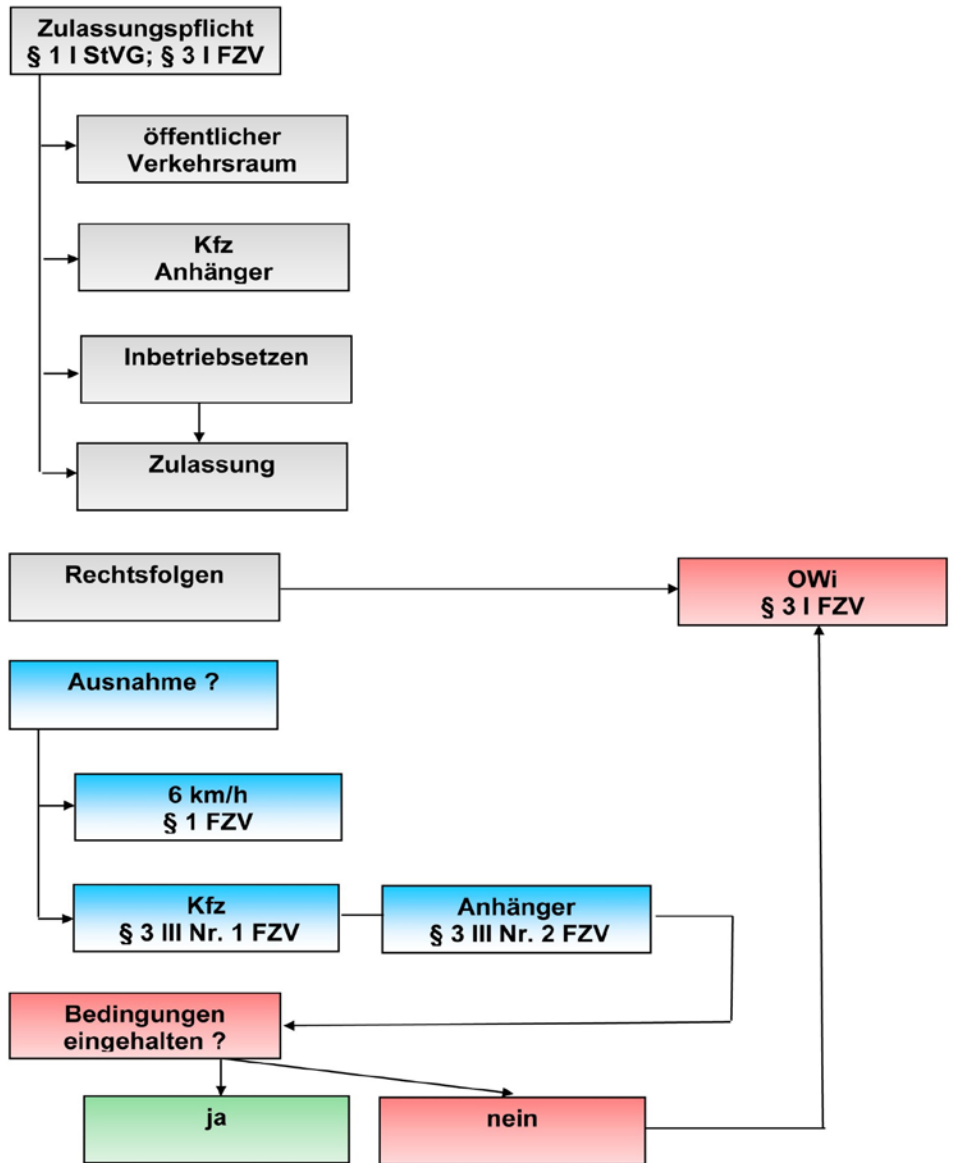 Zulassungspflicht
§ 1 I StVG; § 3 I FZV
öffentlicher
Verkehrsraum
Kfz
Anhänger
Inbetriebsetzen
Zulassung
Rechtsfolgen
OWi
§ 3 I FZV
Ausnahme ?
6 km/h
§ 1 FZV
Kfz
§ 3 III Nr. 1 FZV
Anhänger
§ 3 III Nr. 2 FZV
Bedingungen
eingehalten ?
ja
nein